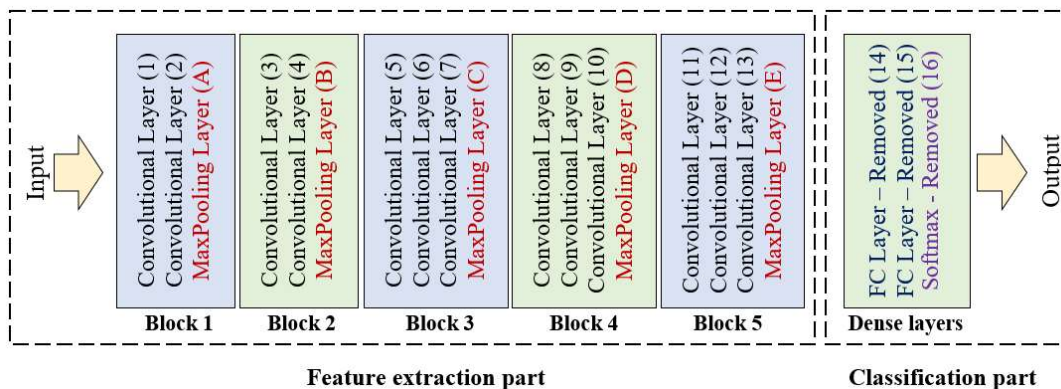 Input
Convolutional Layer (1)
Convolutional Layer (2)
MaxPooling Layer (A)
Block 1
Convolutional Layer (3)
Convolutional Layer (4)
MaxPooling Layer (B)
Block 2
Convolutional Layer (5)
Convolutional Layer (6)
Convolutional Layer (7)
MaxPooling Layer (C)
Block 3
Convolutional Layer (8)
Convolutional Layer (9)
Convolutional Layer (10)
MaxPooling Layer (D)
Block 4
Convolutional Layer (11)
Convolutional Layer (12)
Convolutional Layer (13)
MaxPooling Layer (E)
Block 5
FC Layer – Removed (14)
FC Layer – Removed (15)
Softmax - Removed (16)
Dense layers
Output
Feature extraction part
Classification part